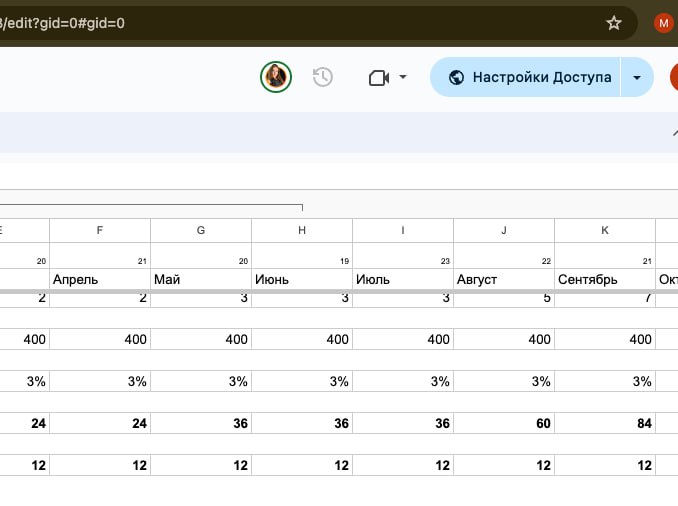 3/edit?gid=0#gid=0 M
Настройки Доступа
E F G H I J K
20 21 20 19 23 22 21
Апрель Май Июнь Июль Август Сентябрь Окт
2 2 3 3 3 5 7
400 400 400 400 400 400 400
3% 3% 3% 3% 3% 3% 3%
24 24 36 36 36 60 84
12 12 12 12 12 12 12